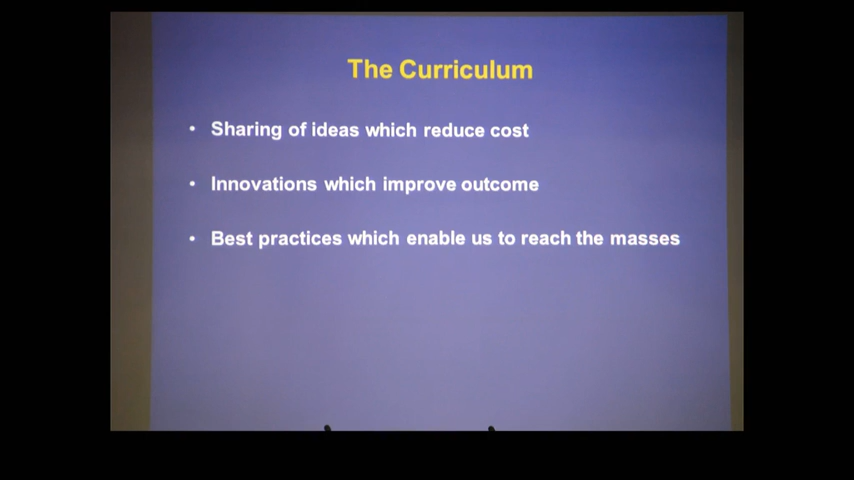 The Curriculum
• Sharing of ideas which reduce cost
• Innovations which improve outcome
• Best practices which enable us to reach the masses